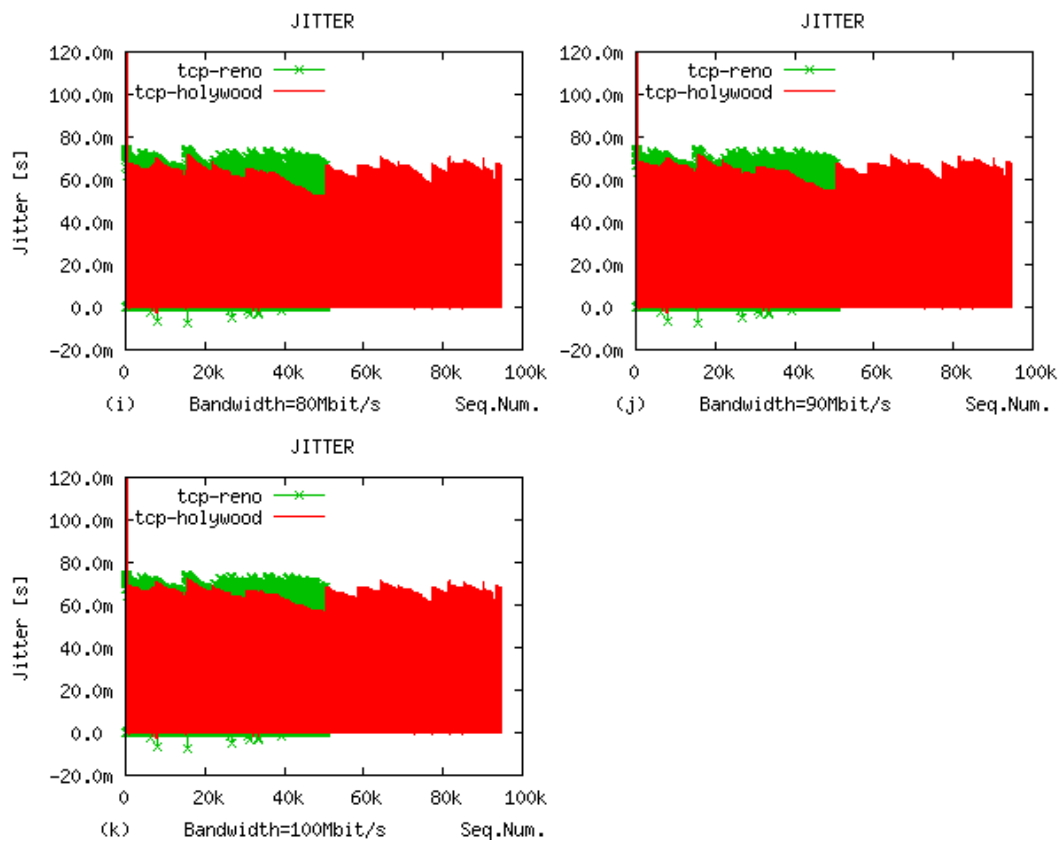 JITTER
120.0m
100.0m
80.0m
60.0m
40.0m
20.0m
0.0
-20.0m
Jitter [s]
tcp-reno
tcp-holywood
0 20k 40k 60k 80k 100k
(i) Bandwidth=80Mbit/s Seq.Num.
JITTER
120.0m
100.0m
80.0m
60.0m
40.0m
20.0m
0.0
-20.0m
tcp-reno
tcp-holywood
0 20k 40k 60k 80k 100k
(j) Bandwidth=90Mbit/s Seq.Num.
JITTER
120.0m
100.0m
80.0m
60.0m
40.0m
20.0m
0.0
-20.0m
Jitter [s]
tcp-reno
tcp-holywood
0 20k 40k 60k 80k 100k
(k) Bandwidth=100Mbit/s Seq.Num.